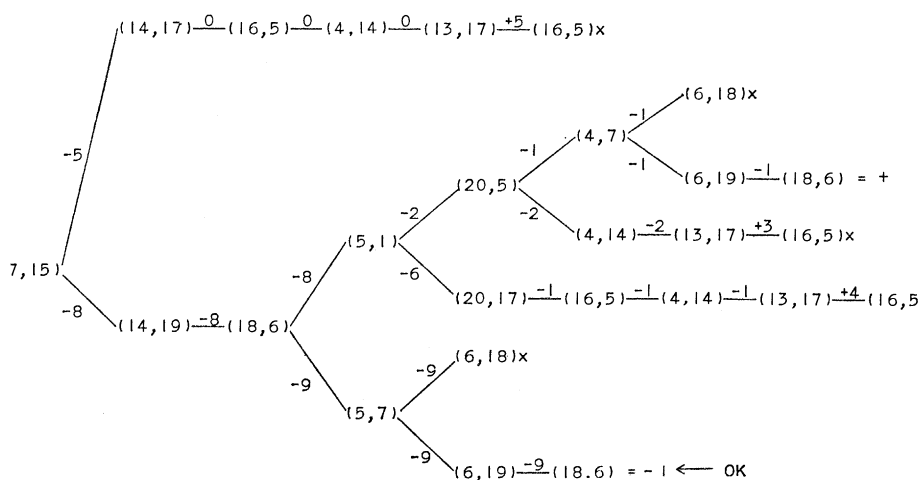 (14,17) 0 (16,5) 0 (4,14) 0 (13,17) +5 (16,5)x
(6,18)x
-1
(4,7)
-5
-1
-1
(6,19) -1 (18,6) = +
(20,5)
-2
-2
(4,14) -2 (13,17) +3 (16,5)x
(5,1)
7,15)
-8
-6
(20,17) -1 (16,5) -1 (4,14) -1 (13,17) +4 (16,5
-8
(14,19) -8 (18,6)
(6,18)x
-9
-9
(5,7)
-9
(6,19) -9 (18.6) = -1 ← OK